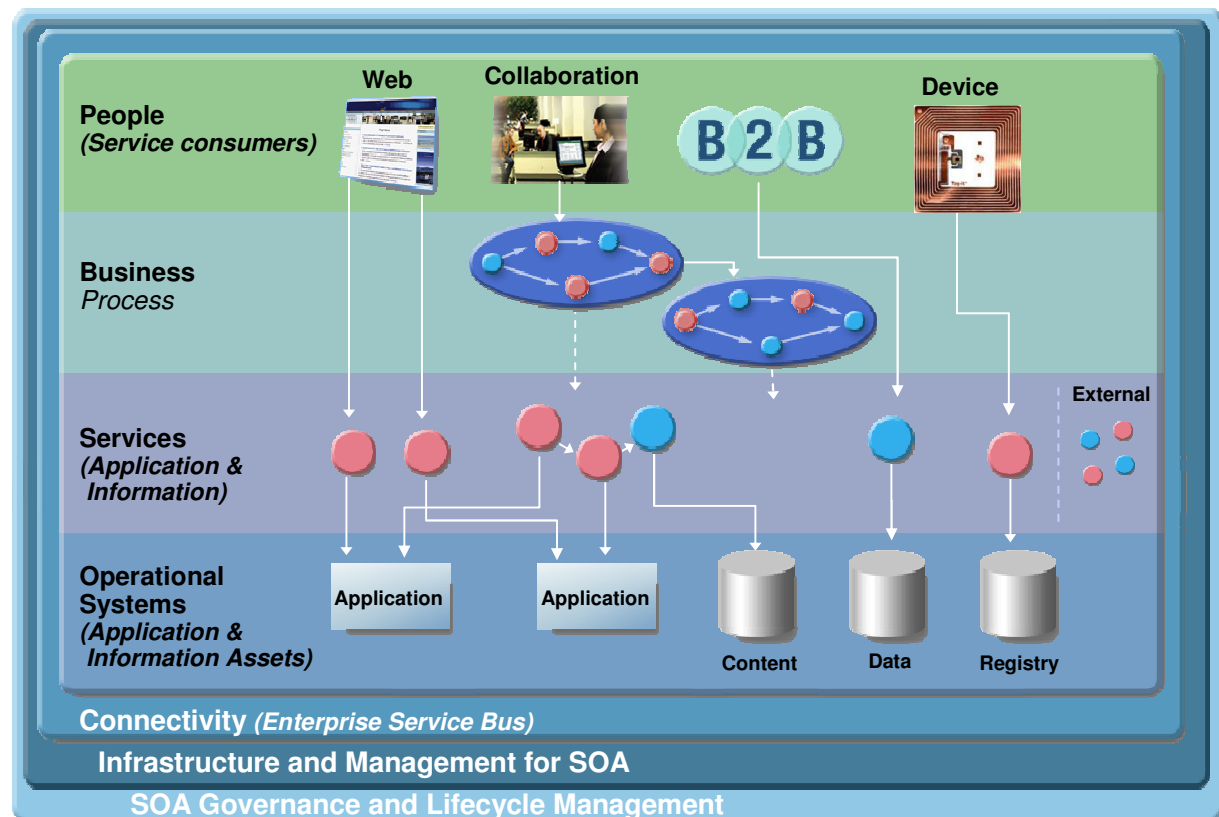 Web
Collaboration
Device
People
(Service consumers)
B2B
Business
Process
External
Services
(Application &
Information)
Operational
Systems
(Application &
Information Assets)
Application
Application
Content
Data
Registry
Connectivity (Enterprise Service Bus)
Infrastructure and Management for SOA
SOA Governance and Lifecycle Management